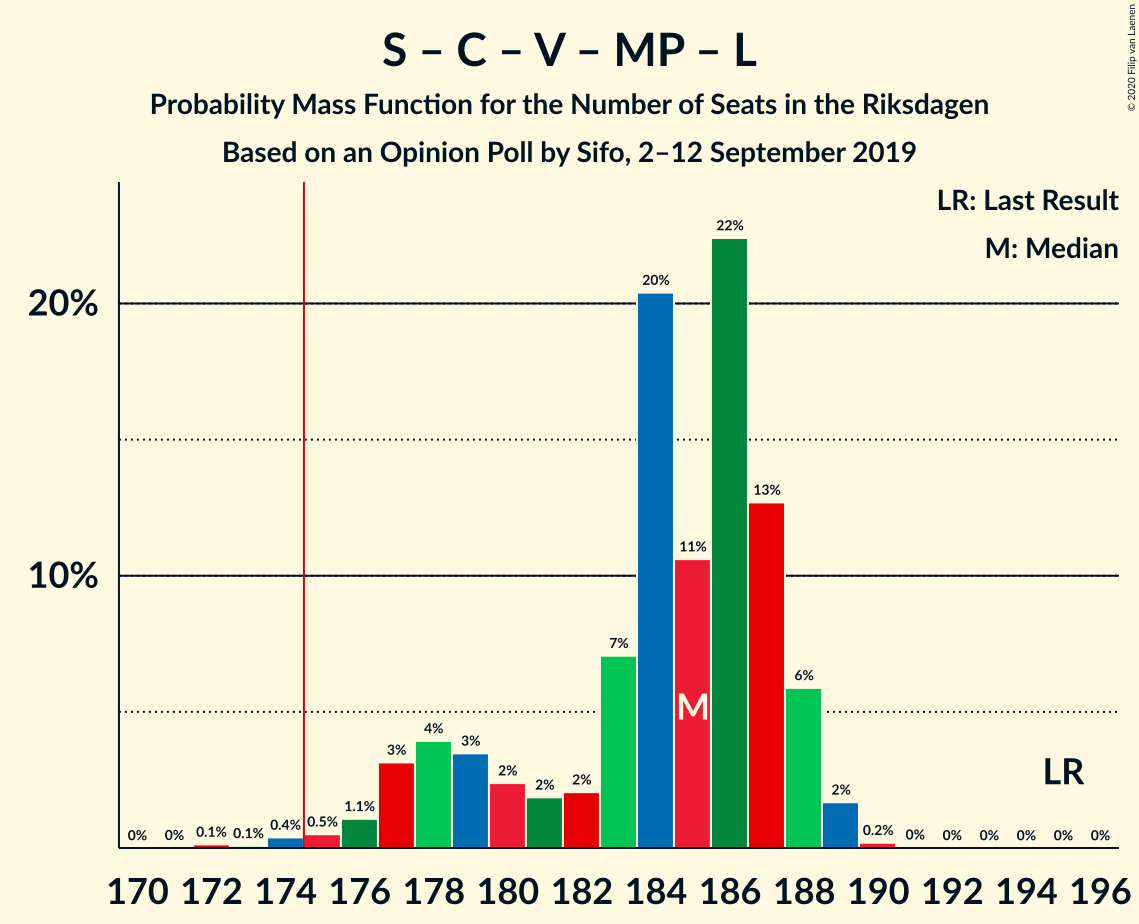 S – C – V – MP – L
Probability Mass Function for the Number of Seats in the Riksdagen
Based on an Opinion Poll by Sifo, 2–12 September 2019
© 2020 Filip van Laenen
LR: Last Result
M: Median
20%
10%
0% 0% 0.1% 0.1% 0.4% 0.5% 1.1% 3% 4% 3% 2% 2% 2% 7% 20% 11% 22% 13% 6% 2% 0.2% 0% 0% 0% 0% 0% 0%
M
LR
170 172 174 176 178 180 182 184 186 188 190 192 194 196